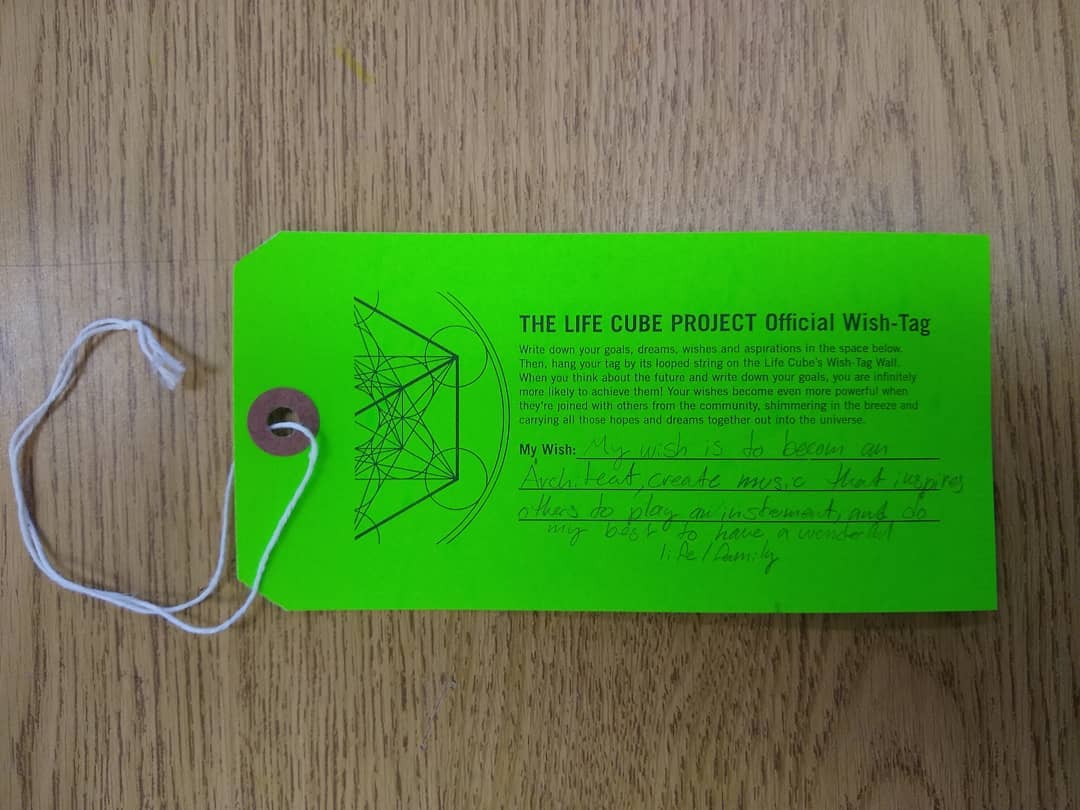 THE LIFE CUBE PROJECT Official Wish-Tag
Write down your goals, dreams, wishes and aspirations in the space below.
Then, hang your tag by its looped string on the Life Cube's Wish-Tag Wall.
When you think about the future and write down your goals, you are infinitely
more likely to achieve them! Your wishes become even more powerful when
they're joined with others from the community, shimmering in the breeze and
carrying all those hopes and dreams together out into the universe.
My Wish: My wish is to becom an
Architeat, create music that inspires
others to play an insterment, and do
my best to have a wonderful
life/family